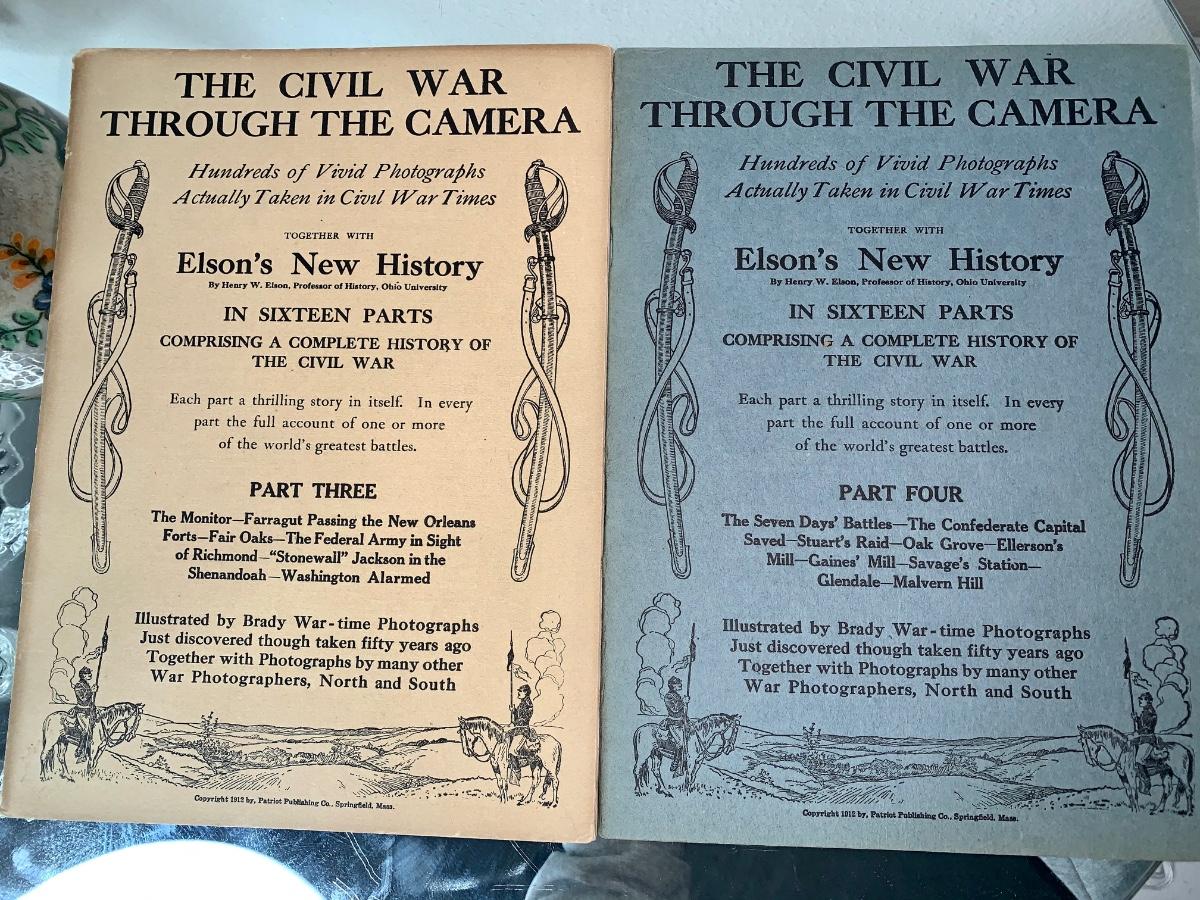 THE CIVIL WAR
THROUGH THE CAMERA
Hundreds of Vivid Photographs
Actually Taken in Civil War Times
TOGETHER WITH
Elson's New History
By Henry W. Elson, Professor of History, Ohio University
IN SIXTEEN PARTS
COMPRISING A COMPLETE HISTORY OF
THE CIVIL WAR
Each part a thrilling story in itself. In every
part the full account of one or more
of the world's greatest battles.
PART THREE
The Monitor—Farragut Passing the New Orleans
Forts—Fair Oaks—The Federal Army in Sight
of Richmond—"Stonewall" Jackson in the
Shenandoah—Washington Alarmed
Illustrated by Brady War-time Photographs
Just discovered though taken fifty years ago
Together with Photographs by many other
War Photographers, North and South
Copyright 1912 by, Patriot Publishing Co., Springfield, Mass.
THE CIVIL WAR
THROUGH THE CAMERA
Hundreds of Vivid Photographs
Actually Taken in Civil War Times
TOGETHER WITH
Elson's New History
By Henry W. Elson, Professor of History, Ohio University
IN SIXTEEN PARTS
COMPRISING A COMPLETE HISTORY OF
THE CIVIL WAR
Each part a thrilling story in itself. In every
part the full account of one or more
of the world's greatest battles.
PART FOUR
The Seven Days' Battles—The Confederate Capital
Saved—Stuart's Raid—Oak Grove—Ellerson's
Mill—Gaines' Mill—Savage's Station—
Glendale—Malvern Hill
Illustrated by Brady War-time Photographs
Just discovered though taken fifty years ago
Together with Photographs by many other
War Photographers, North and South
Copyright 1912 by, Patriot Publishing Co., Springfield, Mass.